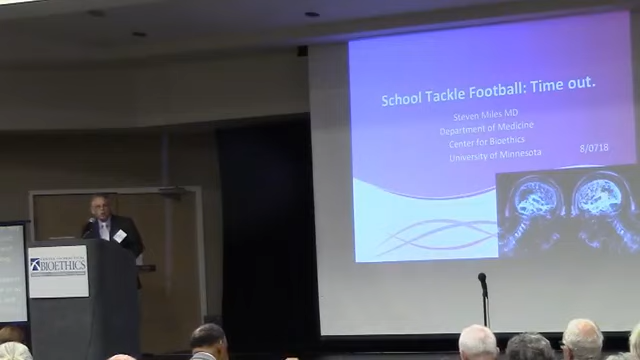 School Tackle Football: Time out.
Steven Miles MD
Department of Medicine
Center for Bioethics
University of Minnesota
8/0718
BIOETHICS